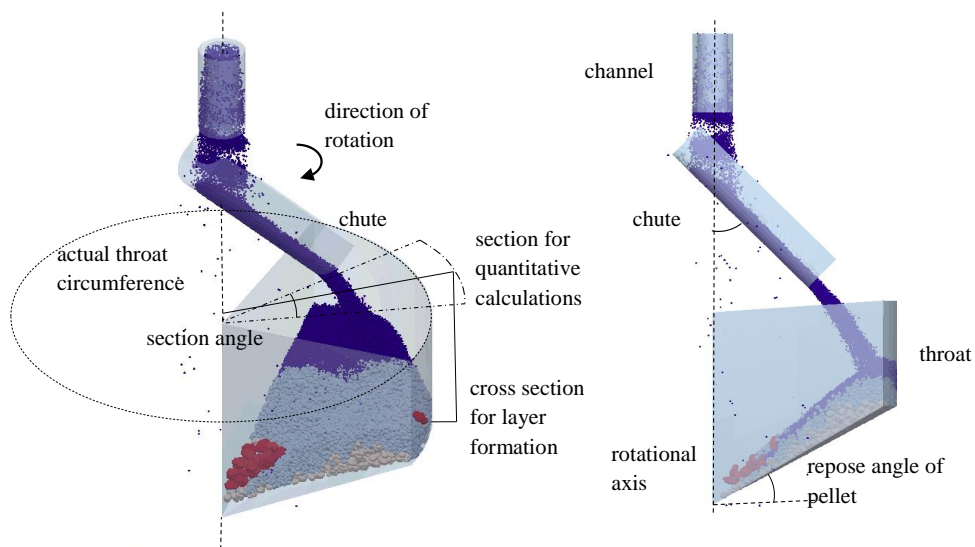 direction of
rotation
chute
actual throat
circumference
section for
quantitative
calculations
section angle
cross section
for layer
formation
channel
chute
throat
rotational
axis
repose angle of
pellet